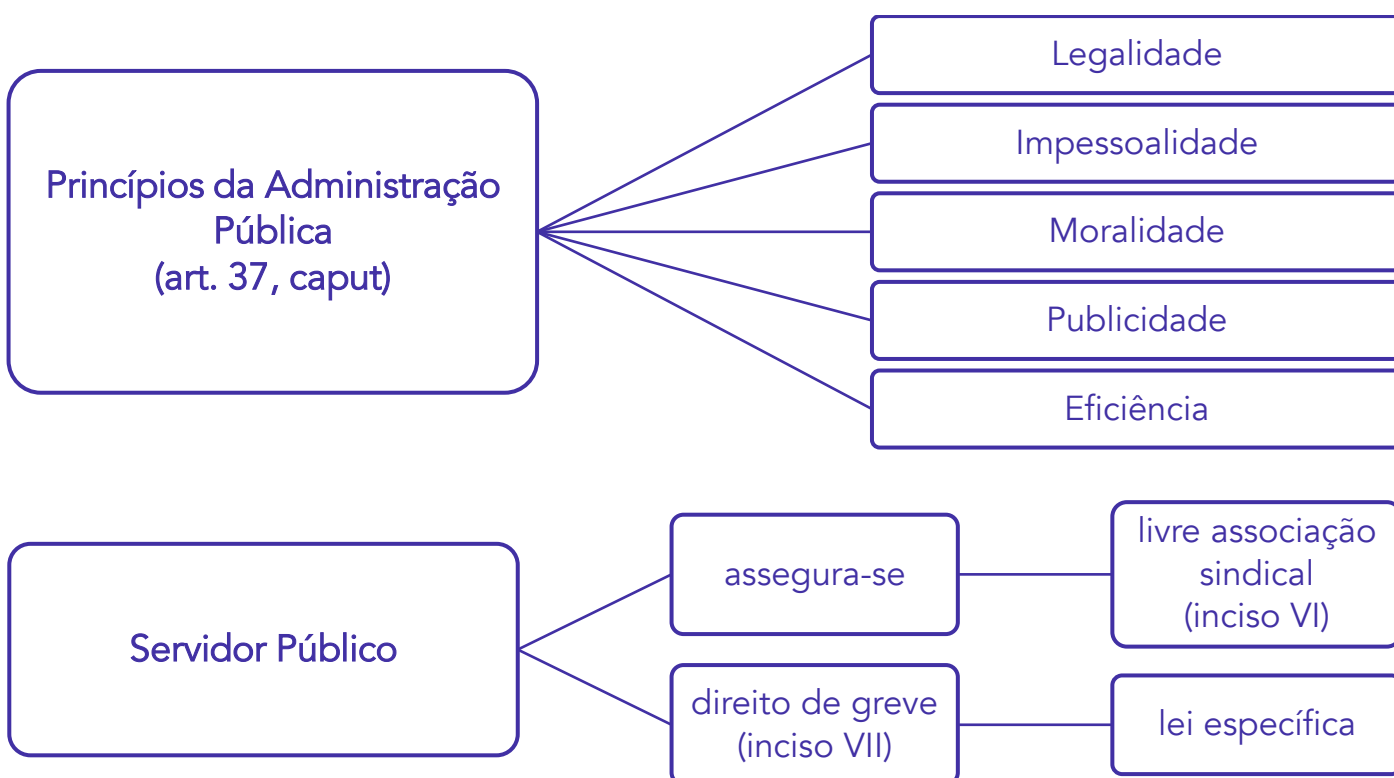 Princípios da Administração
Pública
(art. 37, caput)
Legalidade
Impessoalidade
Moralidade
Publicidade
Eficiência
Servidor Público
assegura-se
livre associação
sindical
(inciso VI)
direito de greve
(inciso VII)
lei específica